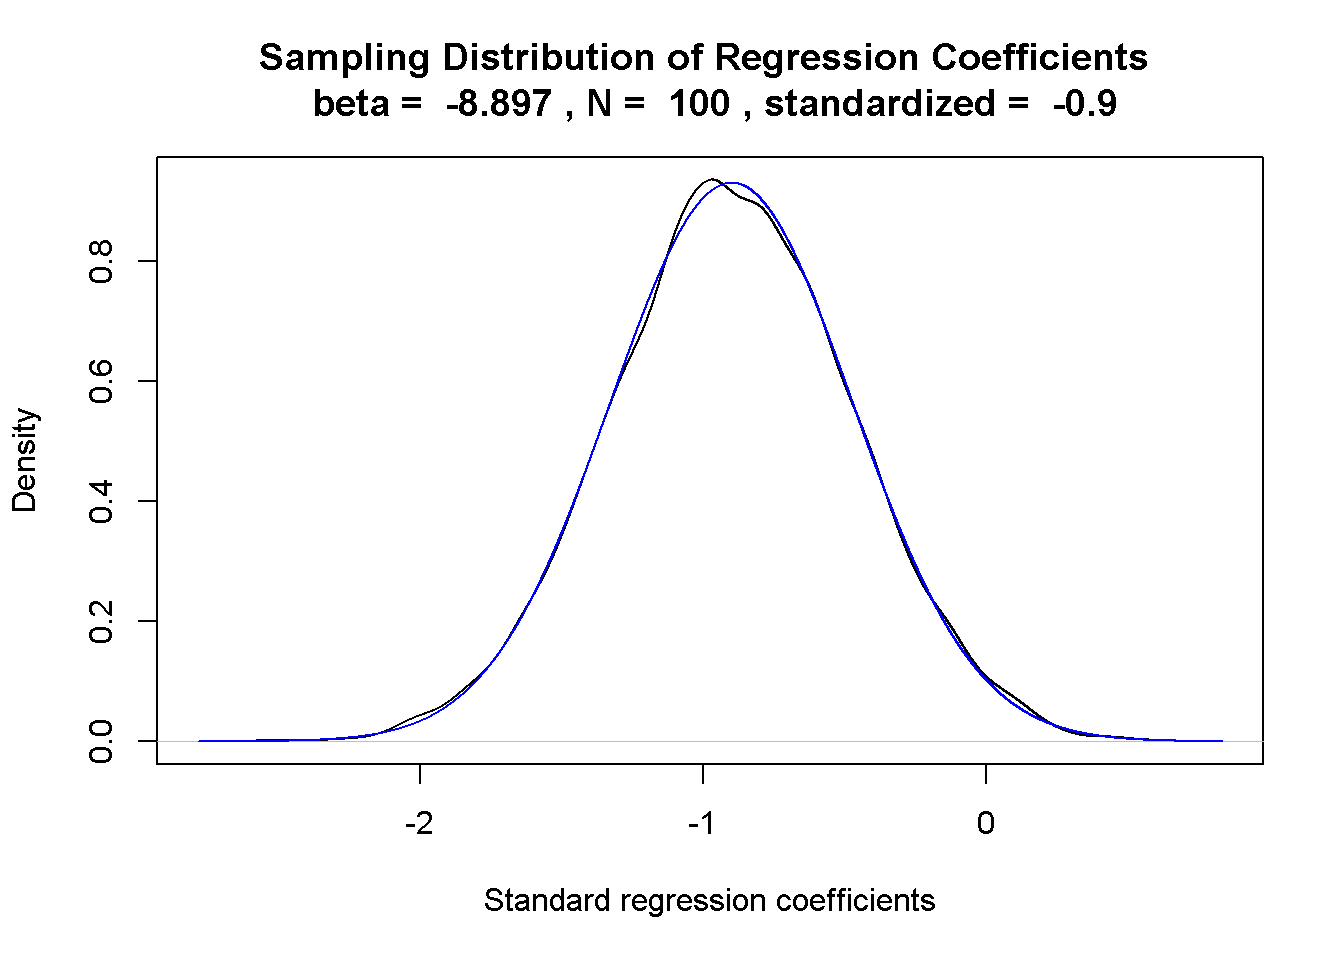 Sampling Distribution of Regression Coefficients
beta =  -8.897 , N =  100 , standardized =  -0.9
Density
0.8
0.6
0.4
0.2
0.0
-2
-1
0
Standard regression coefficients